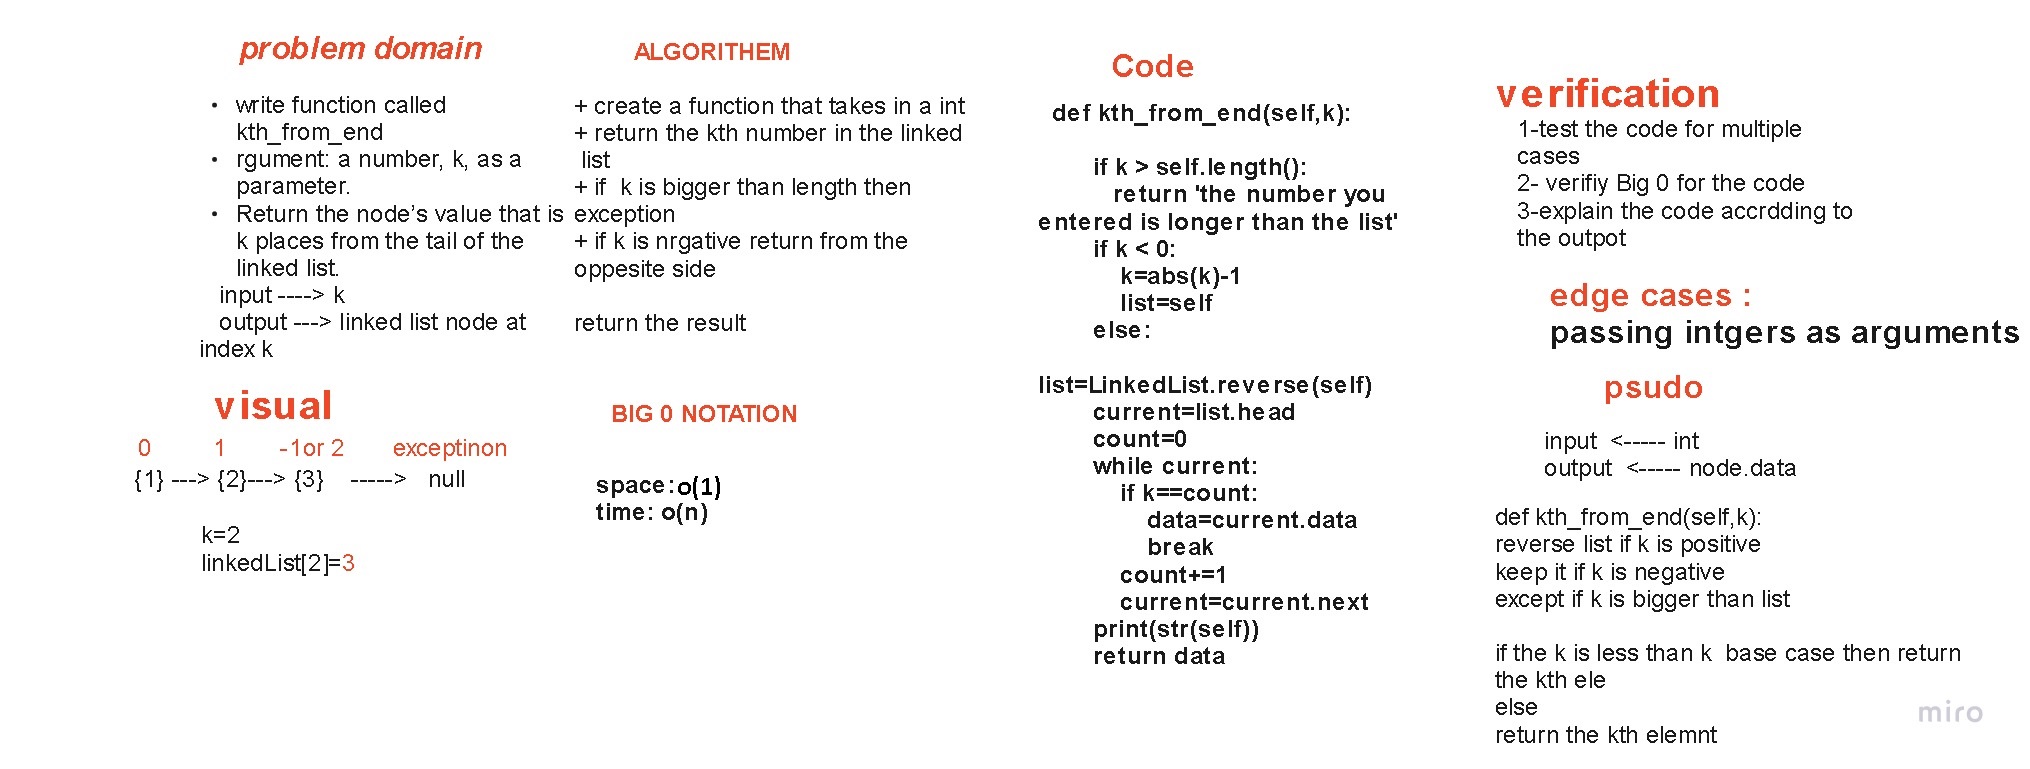 problem domain
• write function called
kth_from_end
• rgument: a number, k, as a
parameter.
• Return the node’s value that is
k places from the tail of the
linked list.
input ----> k
output ---> linked list node at
index k
visual
0 1 -1or 2 exceptinon
{1} ---> {2}---> {3} -----> null
k=2
linkedList[2]=3
ALGORITHEM
+ create a function that takes in a int
+ return the kth number in the linked
list
+ if k is bigger than length then
exception
+ if k is nrgative return from the
oppesite side
return the result
BIG 0 NOTATION
space:o(1)
time: o(n)
Code
def kth_from_end(self,k):
if k > self.length():
return 'the number you
entered is longer than the list'
if k < 0:
k=abs(k)-1
list=self
else:
list=LinkedList.reverse(self)
current=list.head
count=0
while current:
if k==count:
data=current.data
break
count+=1
current=current.next
print(str(self))
return data
verification
1-test the code for multiple
cases
2- verifiy Big 0 for the code
3-explain the code accrdding to
the outpot
edge cases :
passing intgers as arguments
psudo
input <----- int
output <----- node.data
def kth_from_end(self,k):
reverse list if k is positive
keep it if k is negative
except if k is bigger than list
if the k is less than k base case then return
the kth ele
else
return the kth elemnt
miro